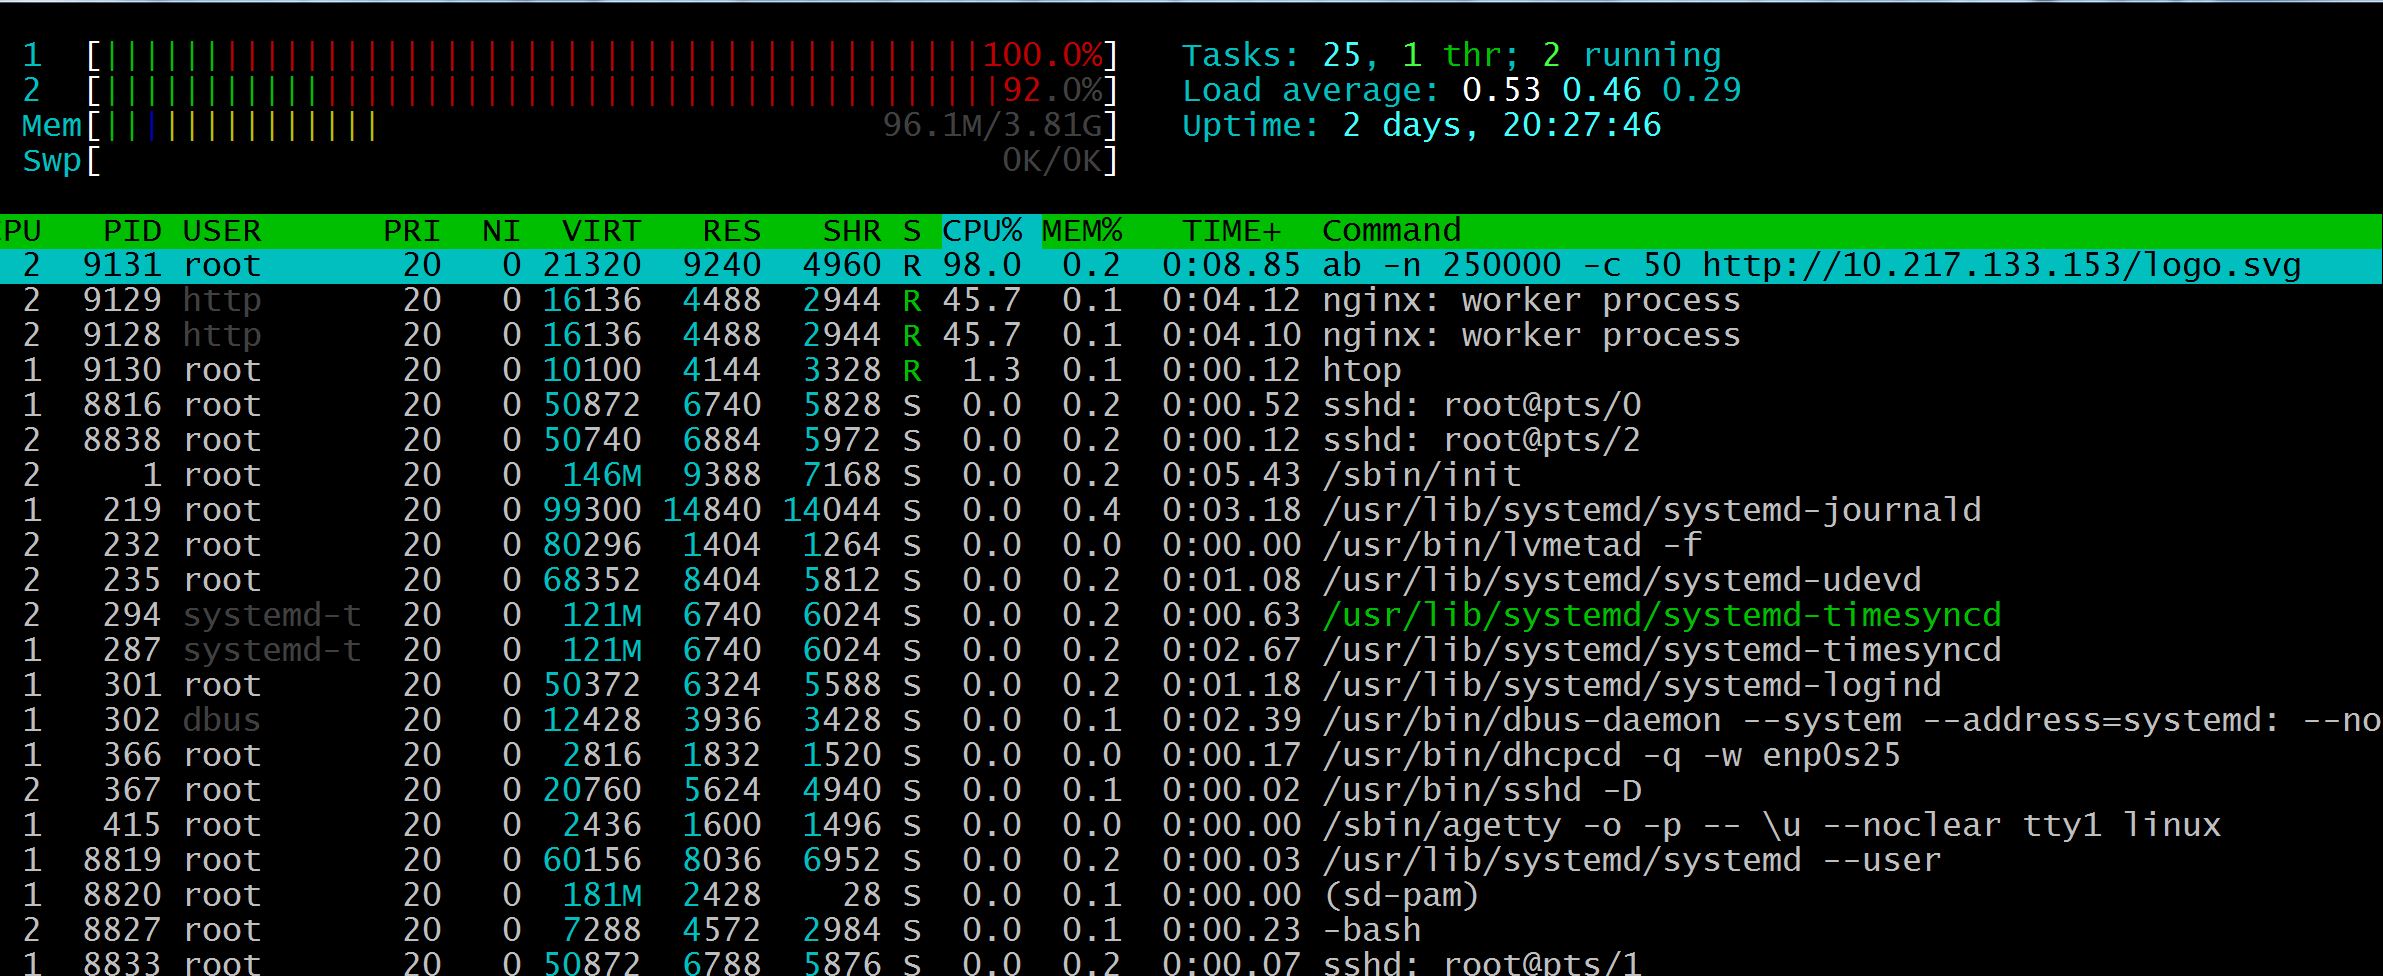 1 [||||||||||||||||||||||||||||||||||||||||||||100.0%] Tasks: 25, 1 thr; 2 running
2 [|||||||||||||||||||||||||||||||||||||||||||||92.0%] Load average: 0.53 0.46 0.29
Mem[|||||||||||||| 96.1M/3.81G] Uptime: 2 days, 20:27:46
Swp[ 0K/0K]
PU PID USER PRI NI VIRT RES SHR S CPU% MEM% TIME+ Command
2 9131 root 20 0 21320 9240 4960 R 98.0 0.2 0:08.85 ab -n 250000 -c 50 http://10.217.133.153/logo.svg
2 9129 http 20 0 16136 4488 2944 R 45.7 0.1 0:04.12 nginx: worker process
2 9128 http 20 0 16136 4488 2944 R 45.7 0.1 0:04.10 nginx: worker process
1 9130 root 20 0 10100 4144 3328 R 1.3 0.1 0:00.12 htop
1 8816 root 20 0 50872 6740 5828 S 0.0 0.2 0:00.52 sshd: root@pts/0
2 8838 root 20 0 50740 6884 5972 S 0.0 0.2 0:00.12 sshd: root@pts/2
2 1 root 20 0 146M 9388 7168 S 0.0 0.2 0:05.43 /sbin/init
1 219 root 20 0 99300 14840 14044 S 0.0 0.4 0:03.18 /usr/lib/systemd/systemd-journald
2 232 root 20 0 80296 1404 1264 S 0.0 0.0 0:00.00 /usr/bin/lvmetad -f
2 235 root 20 0 68352 8404 5812 S 0.0 0.2 0:01.08 /usr/lib/systemd/systemd-udevd
2 294 systemd-t 20 0 121M 6740 6024 S 0.0 0.2 0:00.63 /usr/lib/systemd/systemd-timesyncd
1 287 systemd-t 20 0 121M 6740 6024 S 0.0 0.2 0:02.67 /usr/lib/systemd/systemd-timesyncd
1 301 root 20 0 50372 6324 5588 S 0.0 0.2 0:01.18 /usr/lib/systemd/systemd-logind
1 302 dbus 20 0 12428 3936 3428 S 0.0 0.1 0:02.39 /usr/bin/dbus-daemon --system --address=systemd: --no
1 366 root 20 0 2816 1832 1520 S 0.0 0.0 0:00.17 /usr/bin/dhcpcd -q -w enp0s25
2 367 root 20 0 20760 5624 4940 S 0.0 0.1 0:00.02 /usr/bin/sshd -D
1 415 root 20 0 2436 1600 1496 S 0.0 0.0 0:00.00 /sbin/agetty -o -p -- \u --noclear tty1 linux
1 8819 root 20 0 60156 8036 6952 S 0.0 0.2 0:00.03 /usr/lib/systemd/systemd --user
1 8820 root 20 0 181M 2428 28 S 0.0 0.1 0:00.00 (sd-pam)
2 8827 root 20 0 7288 4572 2984 S 0.0 0.1 0:00.23 -bash
1 8833 root 20 0 50872 6788 5876 S 0.0 0.2 0:00.07 sshd: root@pts/1